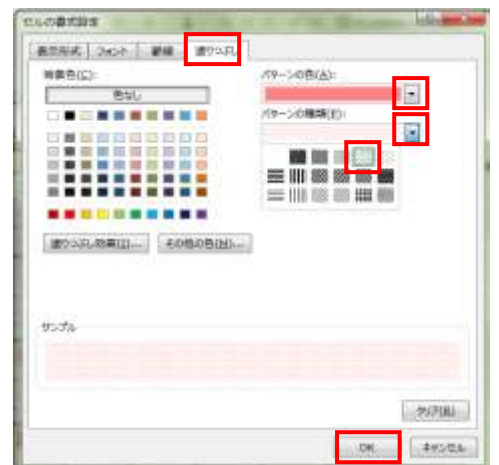 セルの書式設定
表示形式 フォント 罫線 塗りつぶし
背景色(C):
色なし
パターンの色(A):
パターンの種類(P):
塗りつぶし効果(I)... その他の色(M)...
サンプル
クリア(R)
OK キャンセル